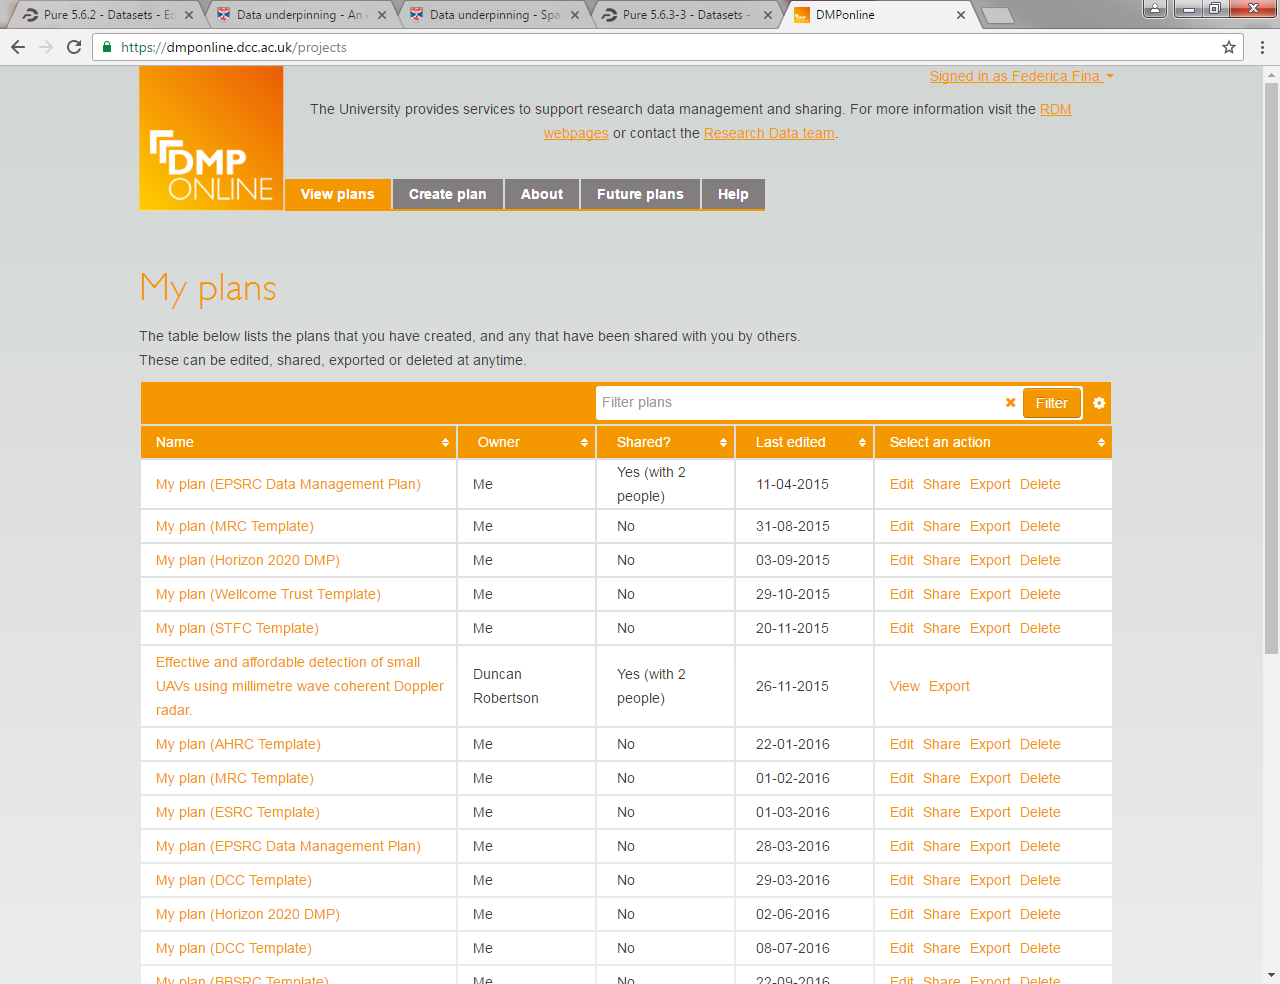 Pure 5.6.2 - Datasets - Ed
Data underpinning - An
Data underpinning - Spa
Pure 5.6.3-3 - Datasets -
DMPonline
https://dmponline.dcc.ac.uk/projects
Signed in as Federica Fina
The University provides services to support research data management and sharing. For more information visit the RDM
webpages or contact the Research Data team.
DMP
ONLINE
View plans
Create plan
About
Future plans
Help
My plans
The table below lists the plans that you have created, and any that have been shared with you by others.
These can be edited, shared, exported or deleted at anytime.
Filter plans Filter
Name Owner Shared? Last edited Select an action
My plan (EPSRC Data Management Plan) Me Yes (with 2 people) 11-04-2015 Edit Share Export Delete
My plan (MRC Template) Me No 31-08-2015 Edit Share Export Delete
My plan (Horizon 2020 DMP) Me No 03-09-2015 Edit Share Export Delete
My plan (Wellcome Trust Template) Me No 29-10-2015 Edit Share Export Delete
My plan (STFC Template) Me No 20-11-2015 Edit Share Export Delete
Effective and affordable detection of small
UAVs using millimetre wave coherent Doppler
radar.
Duncan
Robertson
Yes (with 2
people)
26-11-2015
View Export
My plan (AHRC Template) Me No 22-01-2016 Edit Share Export Delete
My plan (MRC Template) Me No 01-02-2016 Edit Share Export Delete
My plan (ESRC Template) Me No 01-03-2016 Edit Share Export Delete
My plan (EPSRC Data Management Plan) Me No 28-03-2016 Edit Share Export Delete
My plan (DCC Template) Me No 29-03-2016 Edit Share Export Delete
My plan (Horizon 2020 DMP) Me No 02-06-2016 Edit Share Export Delete
My plan (DCC Template) Me No 08-07-2016 Edit Share Export Delete
My plan (BBSRC Template) Me No 22-09-2016 Edit Share Export Delete